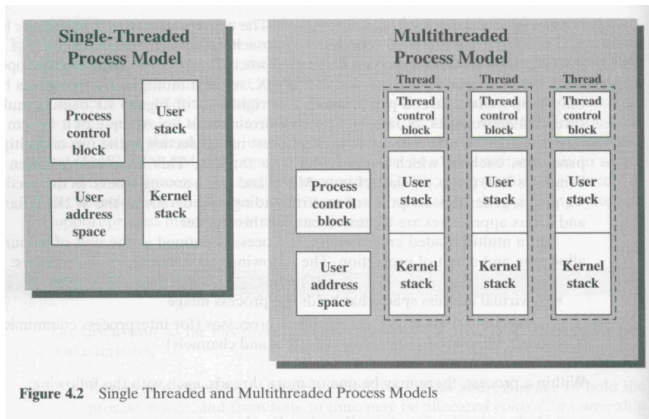 Single-Threaded
Process Model
Process
control
block
User
stack
User
address
space
Kernel
stack
Multithreaded
Process Model
Thread
Thread
Thread
Thread
control
block
Thread
control
block
Thread
control
block
Process
control
block
User
stack
User
stack
User
stack
User
address
space
Kernel
stack
Kernel
stack
Kernel
stack
Figure 4.2 Single Threaded and Multithreaded Process Models